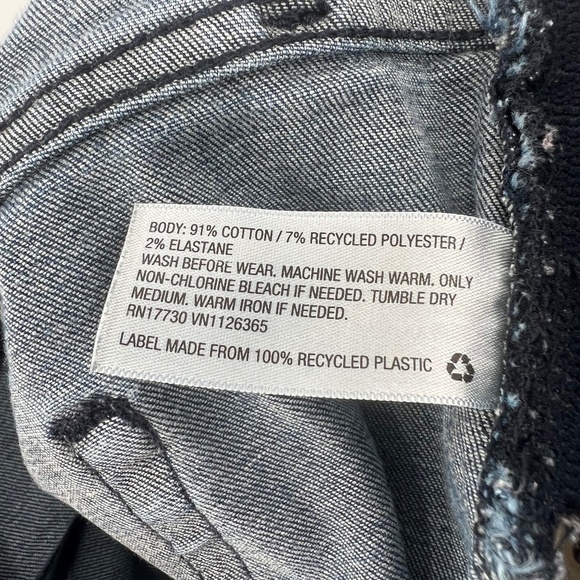 BODY: 91% COTTON / 7% RECYCLED POLYESTER /
2% ELASTANE
WASH BEFORE WEAR. MACHINE WASH WARM. ONLY
NON-CHLORINE BLEACH IF NEEDED. TUMBLE DRY
MEDIUM. WARM IRON IF NEEDED.
RN17730 VN1126365
LABEL MADE FROM 100% RECYCLED PLASTIC